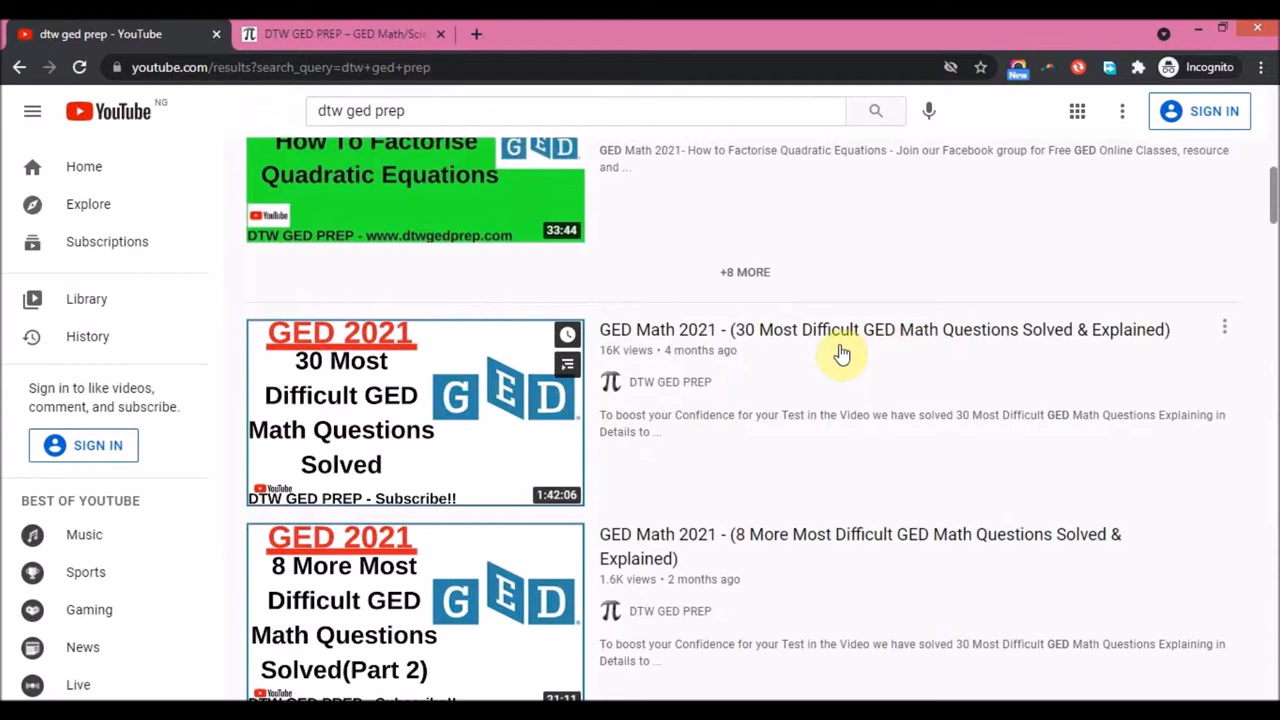 dtw ged prep - YouTube
DTW GED PREP – GED Math/Scie
youtube.com/results?search_query=dtw+ged+prep
New
Incognito
YouTube NG
dtw ged prep
SIGN IN
Home
Explore
Subscriptions
Library
History
Sign in to like videos,
comment, and subscribe.
SIGN IN
BEST OF YOUTUBE
Music
Sports
Gaming
News
Live
How To Factorise
Quadratic Equations
GED
YouTube
33:44
DTW GED PREP - www.dtwgedprep.com
GED Math 2021- How to Factorise Quadratic Equations - Join our Facebook group for Free GED Online Classes, resource
and ...
+8 MORE
GED 2021
30 Most
Difficult GED
Math Questions
Solved
GED
YouTube
DTW GED PREP - Subscribe!!
1:42:06
GED Math 2021 - (30 Most Difficult GED Math Questions Solved & Explained)
16K views • 4 months ago
π DTW GED PREP
To boost your Confidence for your Test in the Video we have solved 30 Most Difficult GED Math Questions Explaining in
Details to ...
GED 2021
8 More Most
Difficult GED
Math Questions
Solved(Part 2)
GED
YouTube
31:11
GED Math 2021 - (8 More Most Difficult GED Math Questions Solved &
Explained)
1.6K views • 2 months ago
π DTW GED PREP
To boost your Confidence for your Test in the Video we have solved 30 Most Difficult GED Math Questions Explaining in
Details to ...